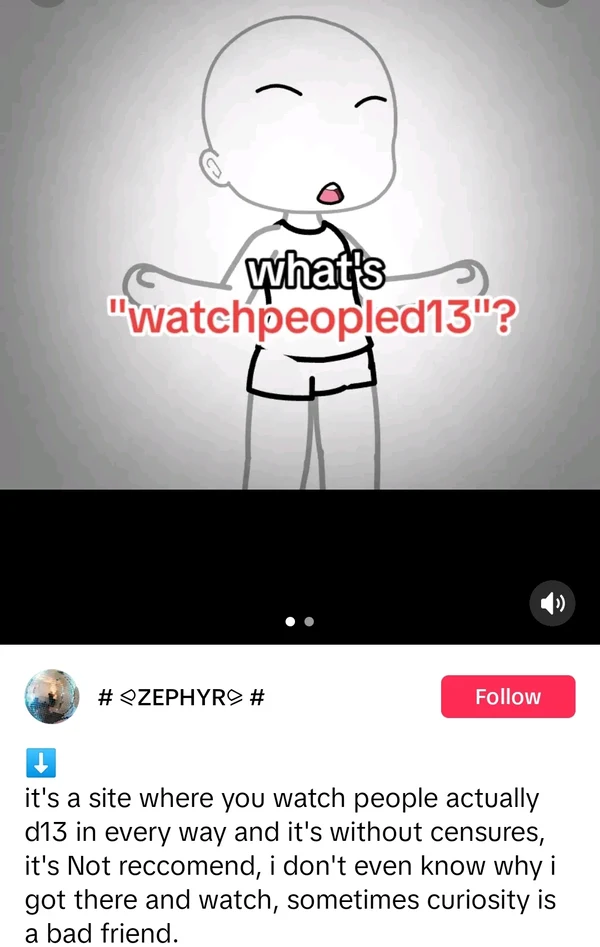 what's
"watchpeopled13"?
# ⪦ZEPHYR⪧ #
Follow
⬇️
it's a site where you watch people actually
d13 in every way and it's without censures,
it's Not reccomend, i don't even know why i
got there and watch, sometimes curiosity is
a bad friend.